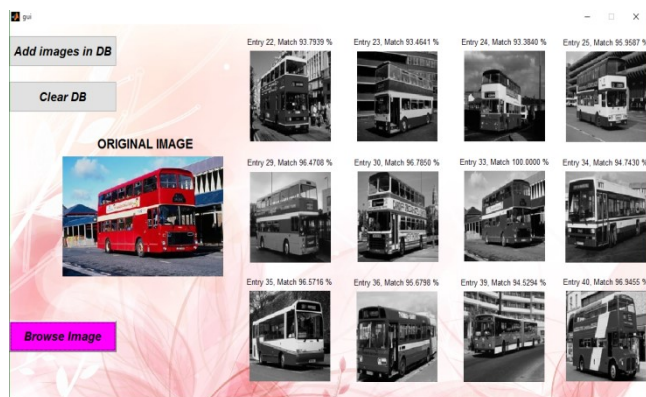 gui
Add images in DB
Clear DB
ORIGINAL IMAGE
Browse image
Entry 22, Match 93.7939 %
Entry 23, Match 93.4641 %
Entry 24, Match 93.3840 %
Entry 25, Match 95.9587 %
Entry 29, Match 96.4708 %
Entry 30, Match 96.7850 %
Entry 33, Match 100.0000 %
Entry 34, Match 94.7430 %
Entry 35, Match 96.5716 %
Entry 36, Match 95.6798 %
Entry 39, Match 94.5294 %
Entry 40, Match 96.9455 %